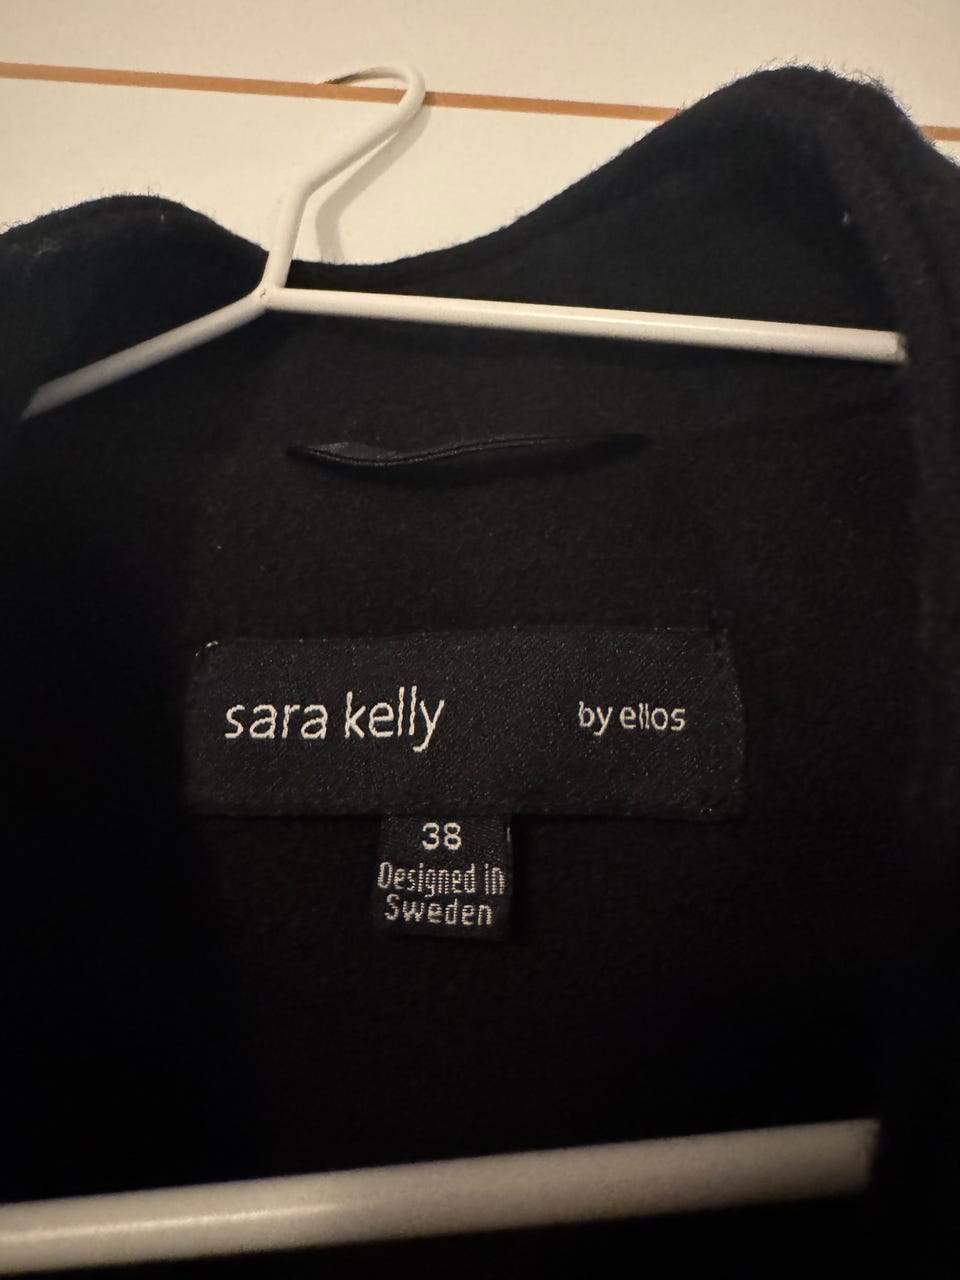 sara kelly by ellos
38
Designed in
Sweden